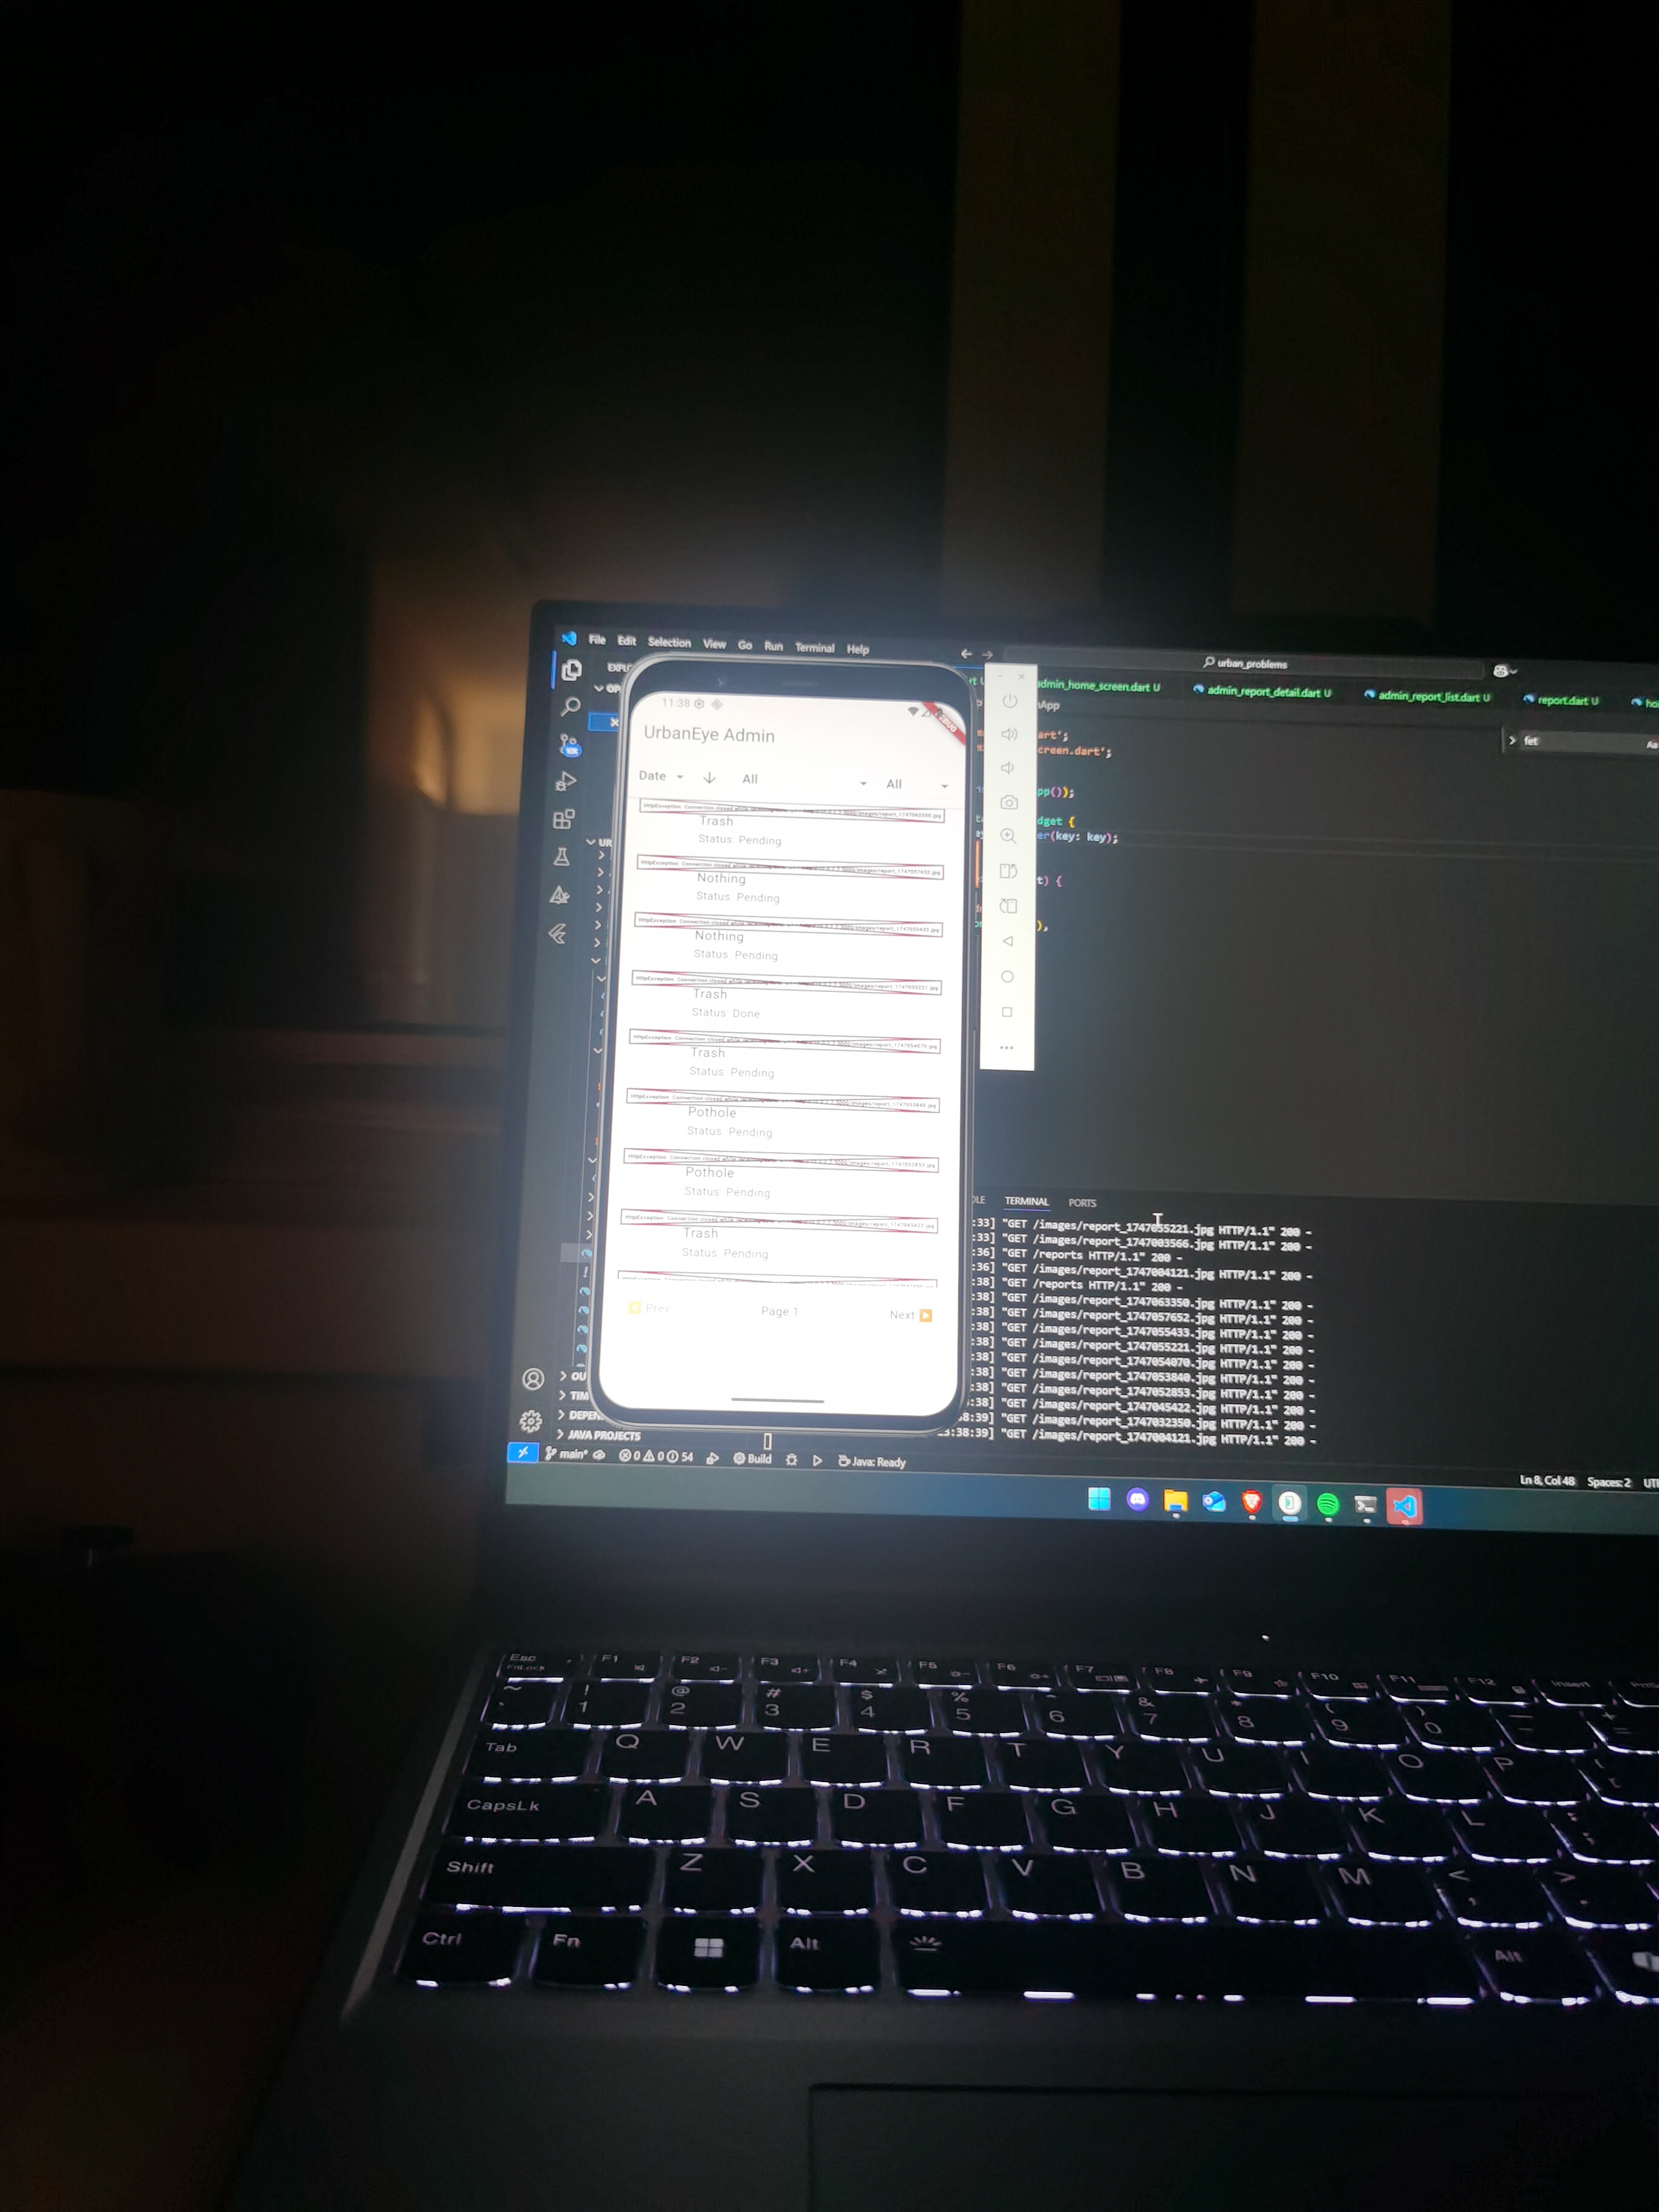 File Edit Selection View Go Run Terminal Help
urban_problems
admin_home_screen.dart U
admin_report_detail.dart U
admin_report_list.dart U
report.dart U
fet
art';
creen.dart';
pp());
dget {
er(key: key);
t) {
),
11:38
DEBUG
UrbanEye Admin
Date All All
Trash
Status: Pending
Nothing
Status: Pending
Nothing
Status: Pending
Trash
Status: Done
Trash
Status: Pending
Pothole
Status: Pending
Pothole
Status: Pending
Trash
Status: Pending
Prev Page 1 Next
TERMINAL PORTS
:33] "GET /images/report_1747055221.jpg HTTP/1.1" 200 -
:33] "GET /images/report_1747003566.jpg HTTP/1.1" 200 -
:36] "GET /reports HTTP/1.1" 200 -
:36] "GET /images/report_1747004121.jpg HTTP/1.1" 200 -
:38] "GET /reports HTTP/1.1" 200 -
:38] "GET /images/report_1747063350.jpg HTTP/1.1" 200 -
:38] "GET /images/report_1747057652.jpg HTTP/1.1" 200 -
:38] "GET /images/report_1747055433.jpg HTTP/1.1" 200 -
:38] "GET /images/report_1747055221.jpg HTTP/1.1" 200 -
:38] "GET /images/report_1747054070.jpg HTTP/1.1" 200 -
:38] "GET /images/report_1747053840.jpg HTTP/1.1" 200 -
:38] "GET /images/report_1747052853.jpg HTTP/1.1" 200 -
:38] "GET /images/report_1747045422.jpg HTTP/1.1" 200 -
8:39] "GET /images/report_1747032350.jpg HTTP/1.1" 200 -
:38:39] "GET /images/report_1747004121.jpg HTTP/1.1" 200 -
JAVA PROJECTS
main* 0 0 54 Build Java: Ready
Ln 8, Col 48 Spaces: 2
Esc F1 F2 F3 F4 F5 F6 F7 F8 F9 F10 F11 F12 Insert
FnLock
~ ! @ # $ % ^ & * ( ) _ +
\` 1 2 3 4 5 6 7 8 9 0 - =
Tab Q W E R T Y U I O P
CapsLk A S D F G H J K L
Shift Z X C V B N M < >
Ctrl Fn Alt Alt